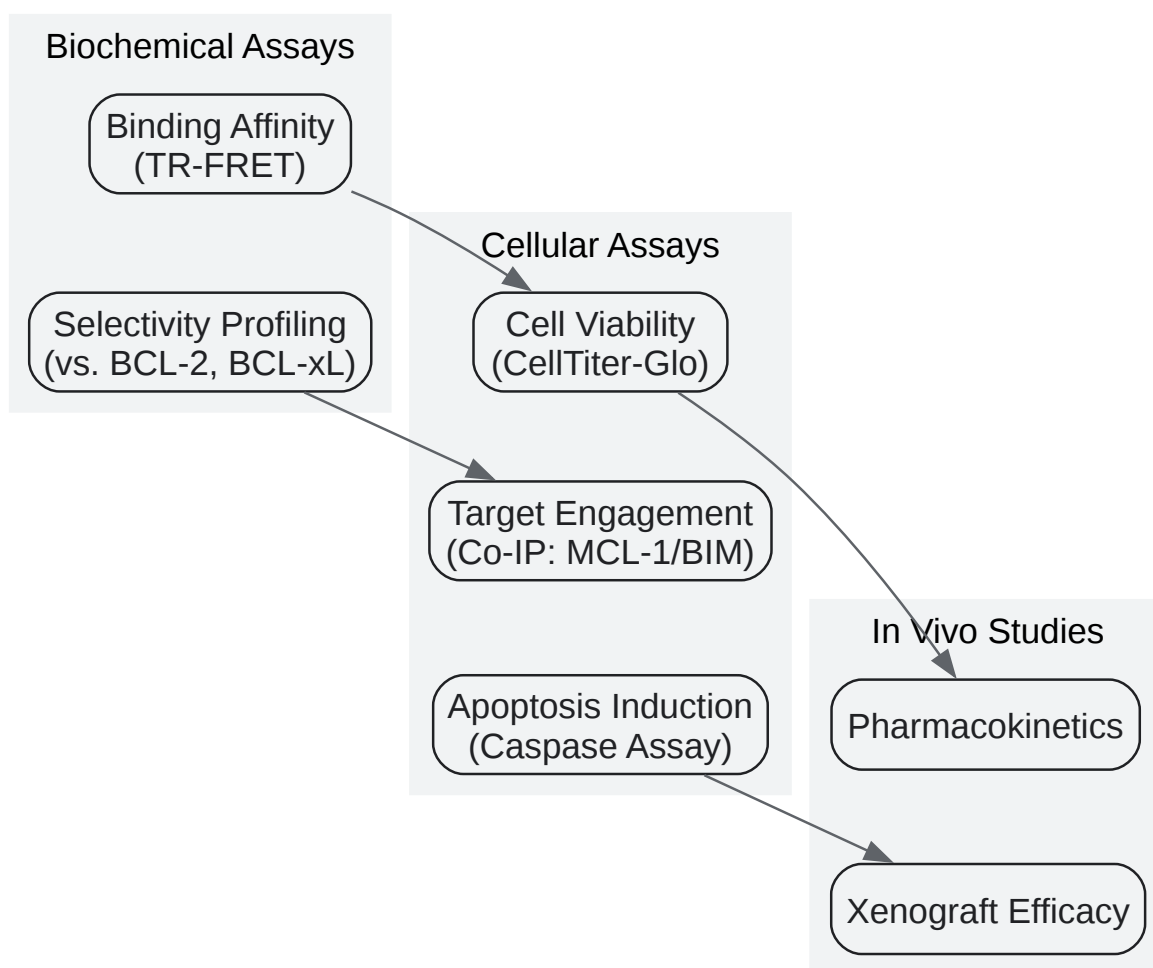 Biochemical Assays
Binding Affinity
(TR-FRET)
Selectivity Profiling
(vs. BCL-2, BCL-xL)
Cellular Assays
Cell Viability
(CellTiter-Glo)
Target Engagement
(Co-IP: MCL-1/BIM)
Apoptosis Induction
(Caspase Assay)
In Vivo Studies
Pharmacokinetics
Xenograft Efficacy